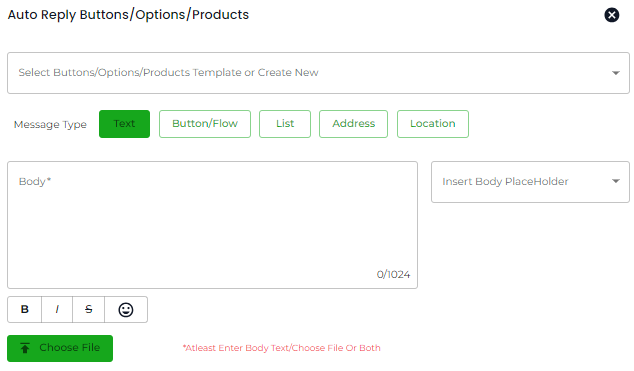 Auto Reply Buttons/Options/Products
Select Buttons/Options/Products Template or Create New
Message Type Text Button/Flow List Address Location
Body* Insert Body PlaceHolder
0/1024
B I S
Choose File *Atleast Enter Body Text/Choose File Or Both